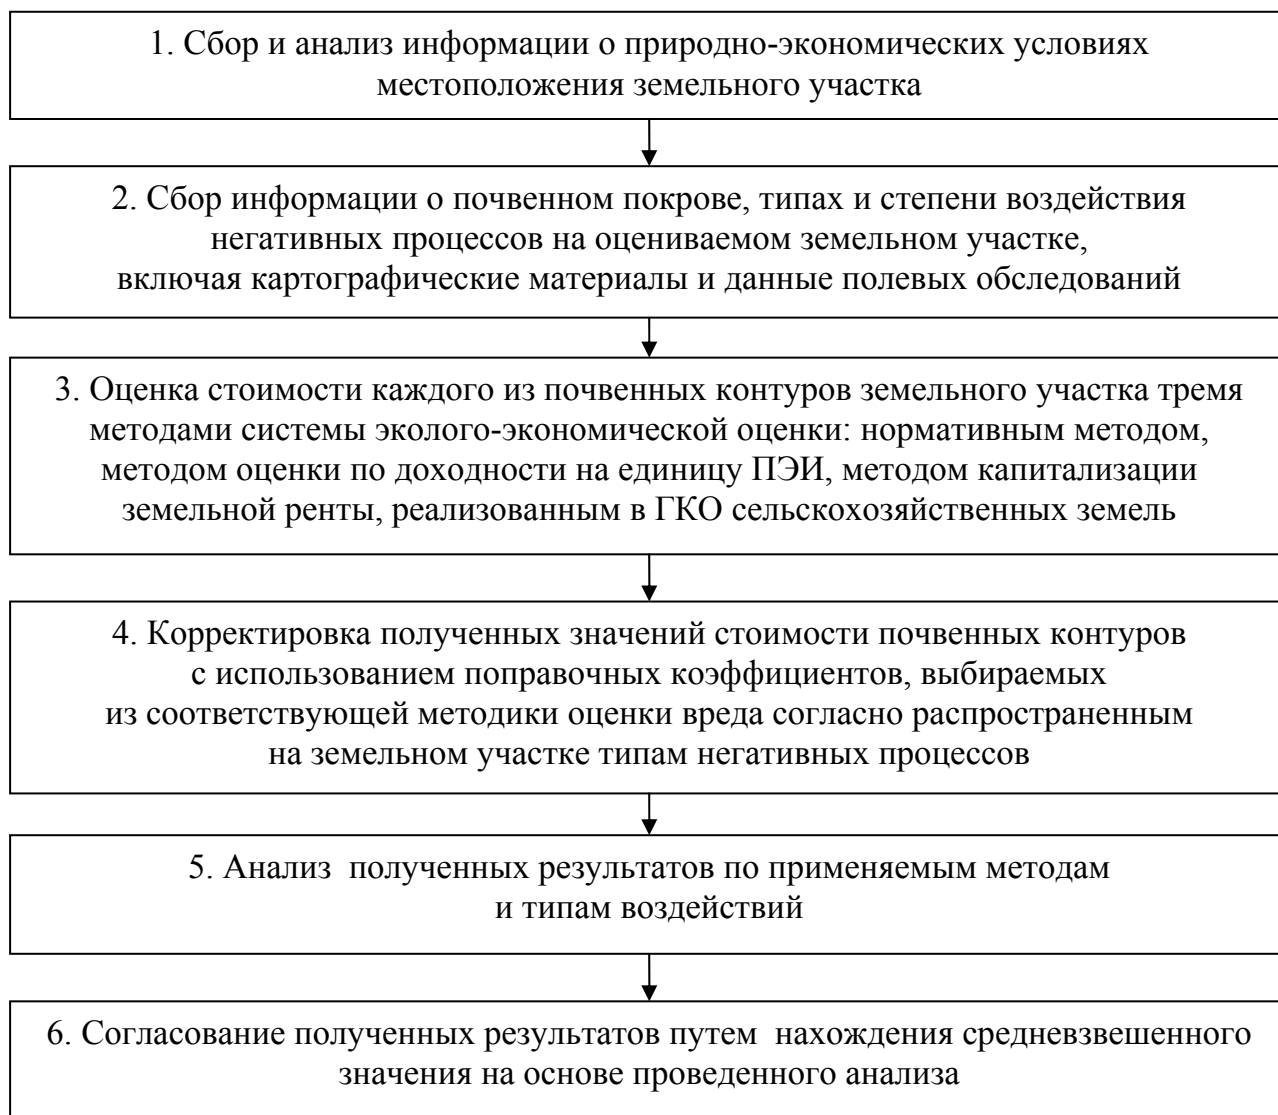 1. Сбор и анализ информации о природно-экономических условиях
местоположения земельного участка
2. Сбор информации о почвенном покрове, типах и степени воздействия
негативных процессов на оцениваемом земельном участке,
включая картографические материалы и данные полевых обследований
3. Оценка стоимости каждого из почвенных контуров земельного участка тремя
методами системы эколого-экономической оценки: нормативным методом,
методом оценки по доходности на единицу ПЭИ, методом капитализации
земельной ренты, реализованным в ГКО сельскохозяйственных земель
4. Корректировка полученных значений стоимости почвенных контуров
с использованием поправочных коэффициентов, выбираемых
из соответствующей методики оценки вреда согласно распространенным
на земельном участке типам негативных процессов
5. Анализ полученных результатов по применяемым методам
и типам воздействий
6. Согласование полученных результатов путем нахождения средневзвешенного
значения на основе проведенного анализа